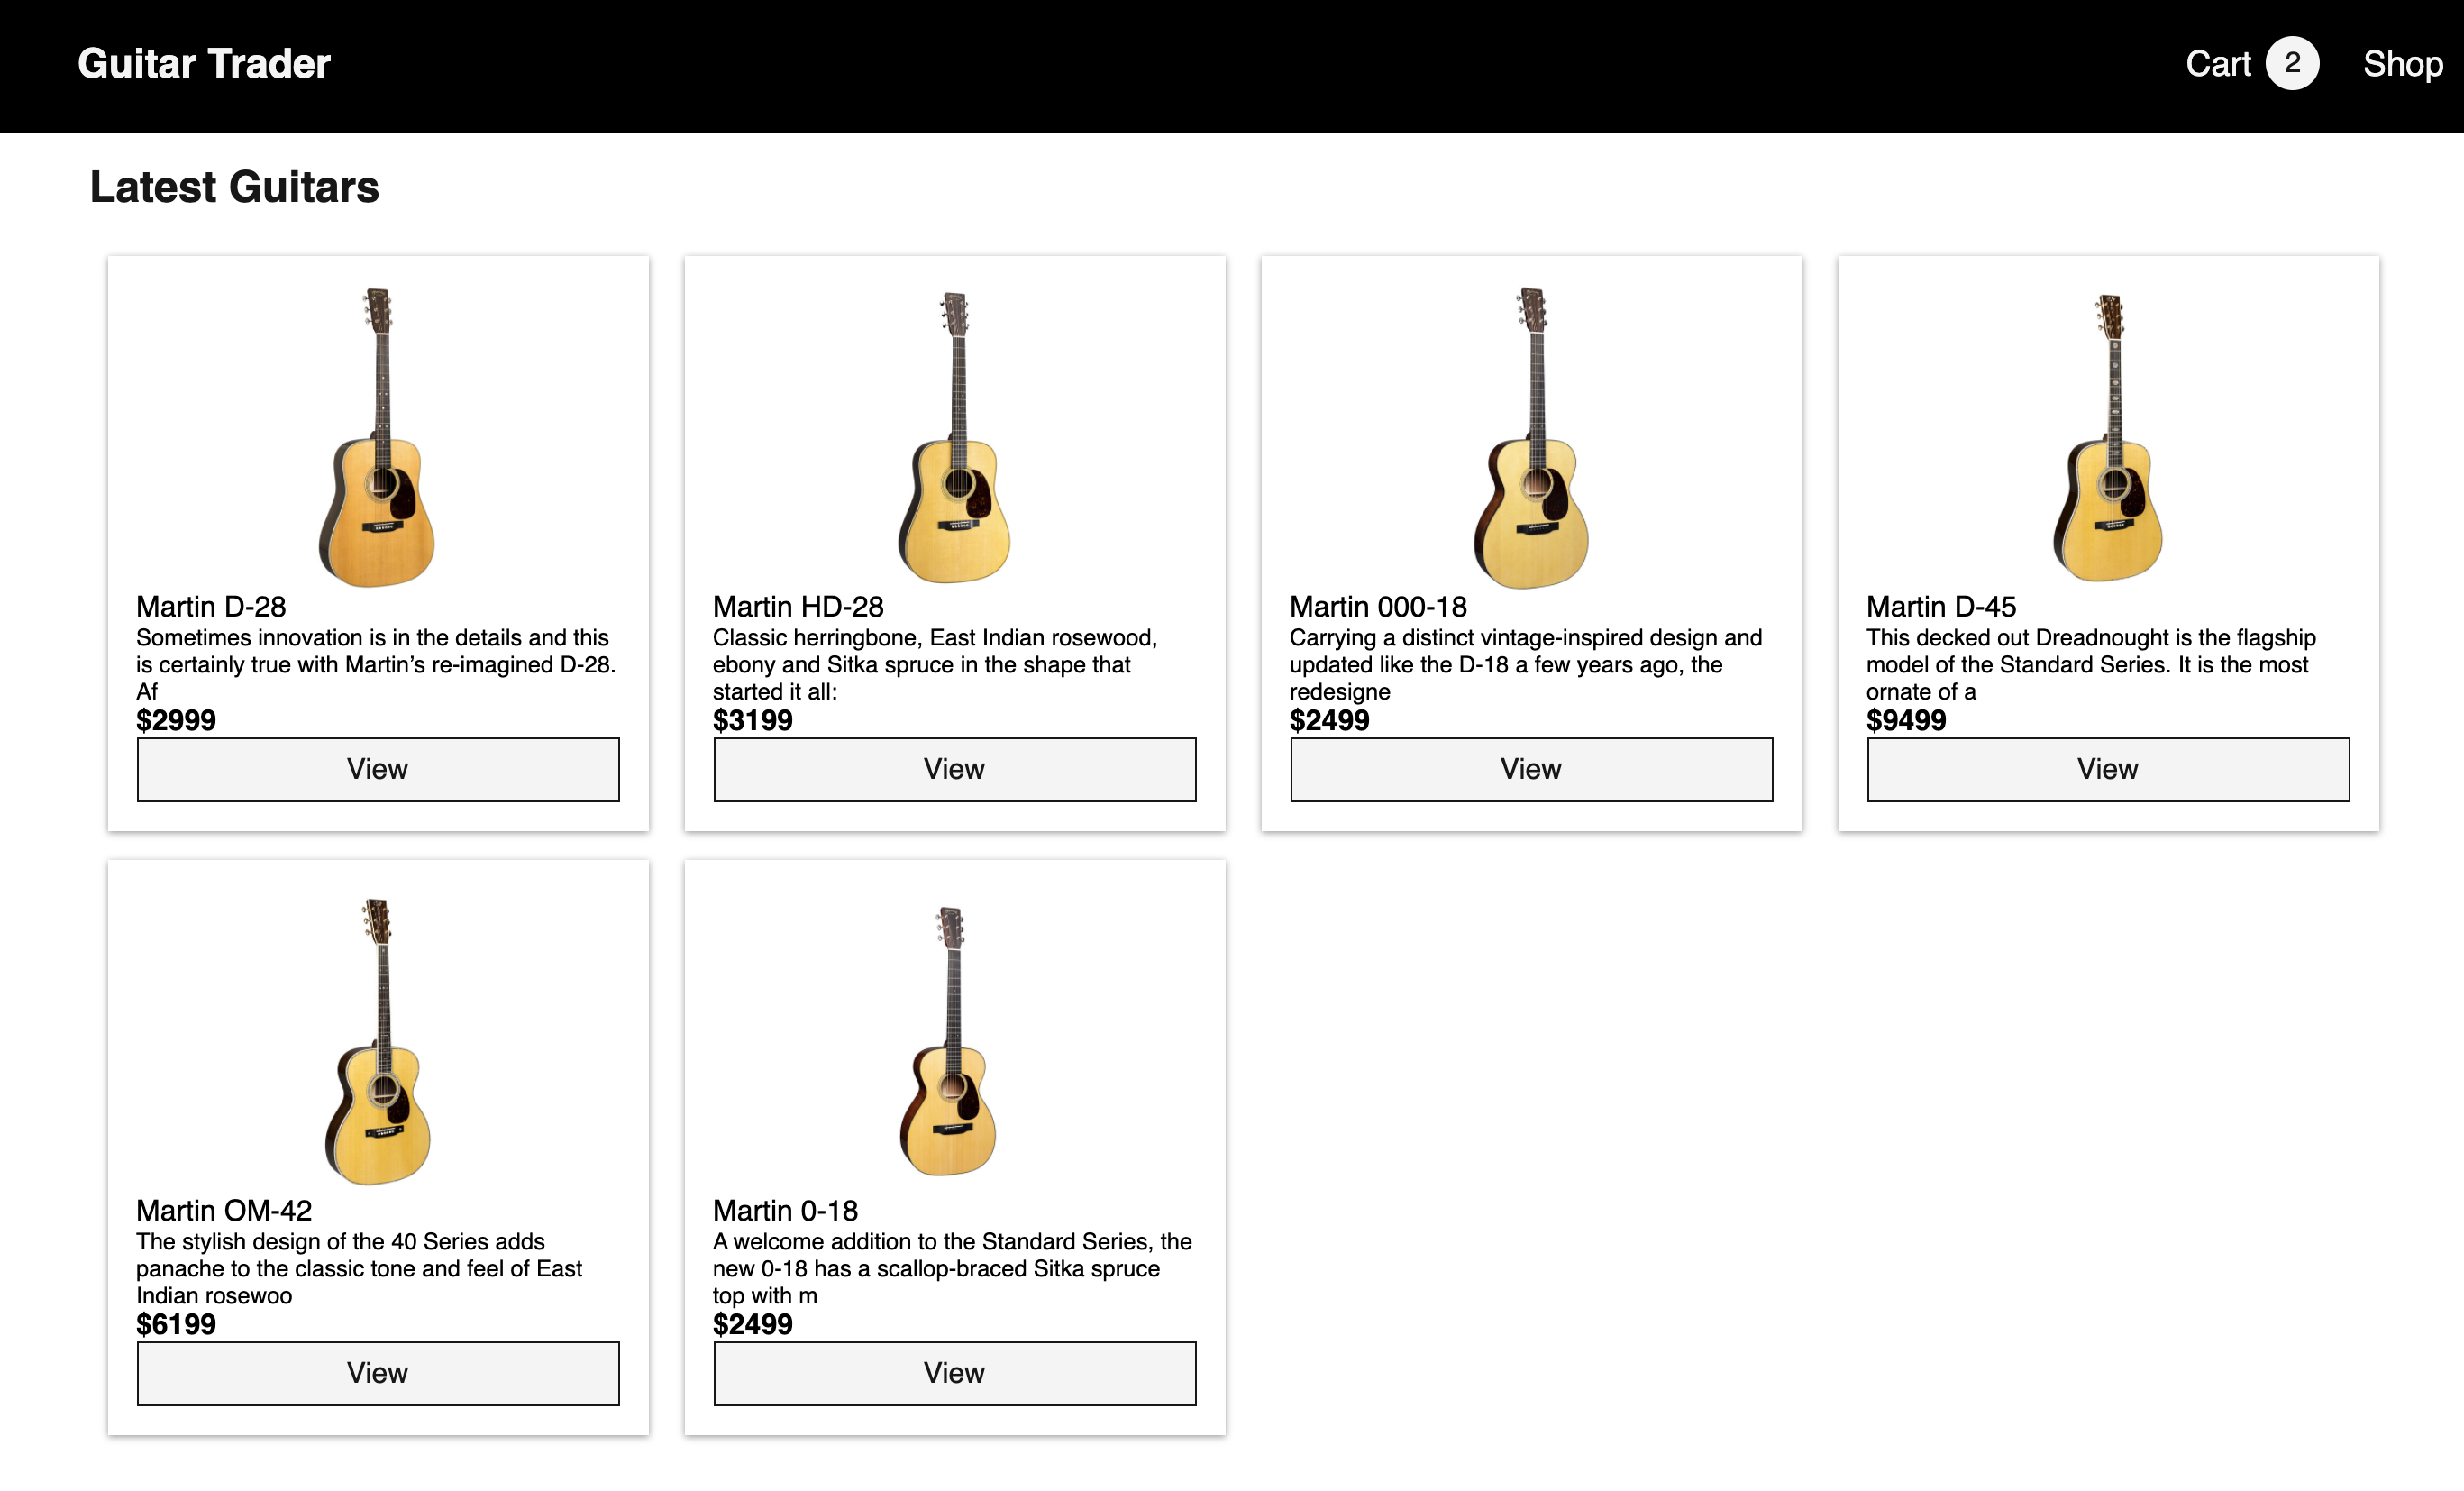 Guitar Trader
Cart 2 Shop
Latest Guitars
Martin D-28
Sometimes innovation is in the details and this
is certainly true with Martin’s re-imagined D-28.
Af
$2999
View
Martin HD-28
Classic herringbone, East Indian rosewood,
ebony and Sitka spruce in the shape that
started it all:
$3199
View
Martin 000-18
Carrying a distinct vintage-inspired design and
updated like the D-18 a few years ago, the
redesigne
$2499
View
Martin D-45
This decked out Dreadnought is the flagship
model of the Standard Series. It is the most
ornate of a
$9499
View
Martin OM-42
The stylish design of the 40 Series adds
panache to the classic tone and feel of East
Indian rosewoo
$6199
View
Martin 0-18
A welcome addition to the Standard Series, the
new 0-18 has a scallop-braced Sitka spruce
top with m
$2499
View